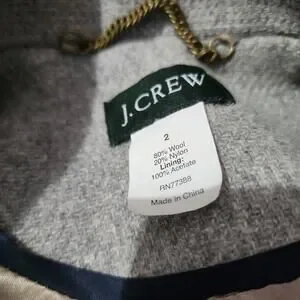 J.CREW
2
80% Wool
20% Nylon
Lining:
100% Acetate
RN77388
Made in China